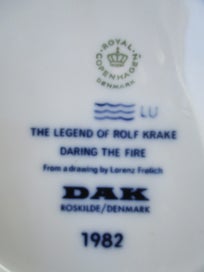 ROYAL COPENHAGEN
DENMARK
LU
THE LEGEND OF ROLF KRAKE
DARING THE FIRE
From a drawing by Lorenz Frølich
DAK
ROSKILDE/DENMARK
1982